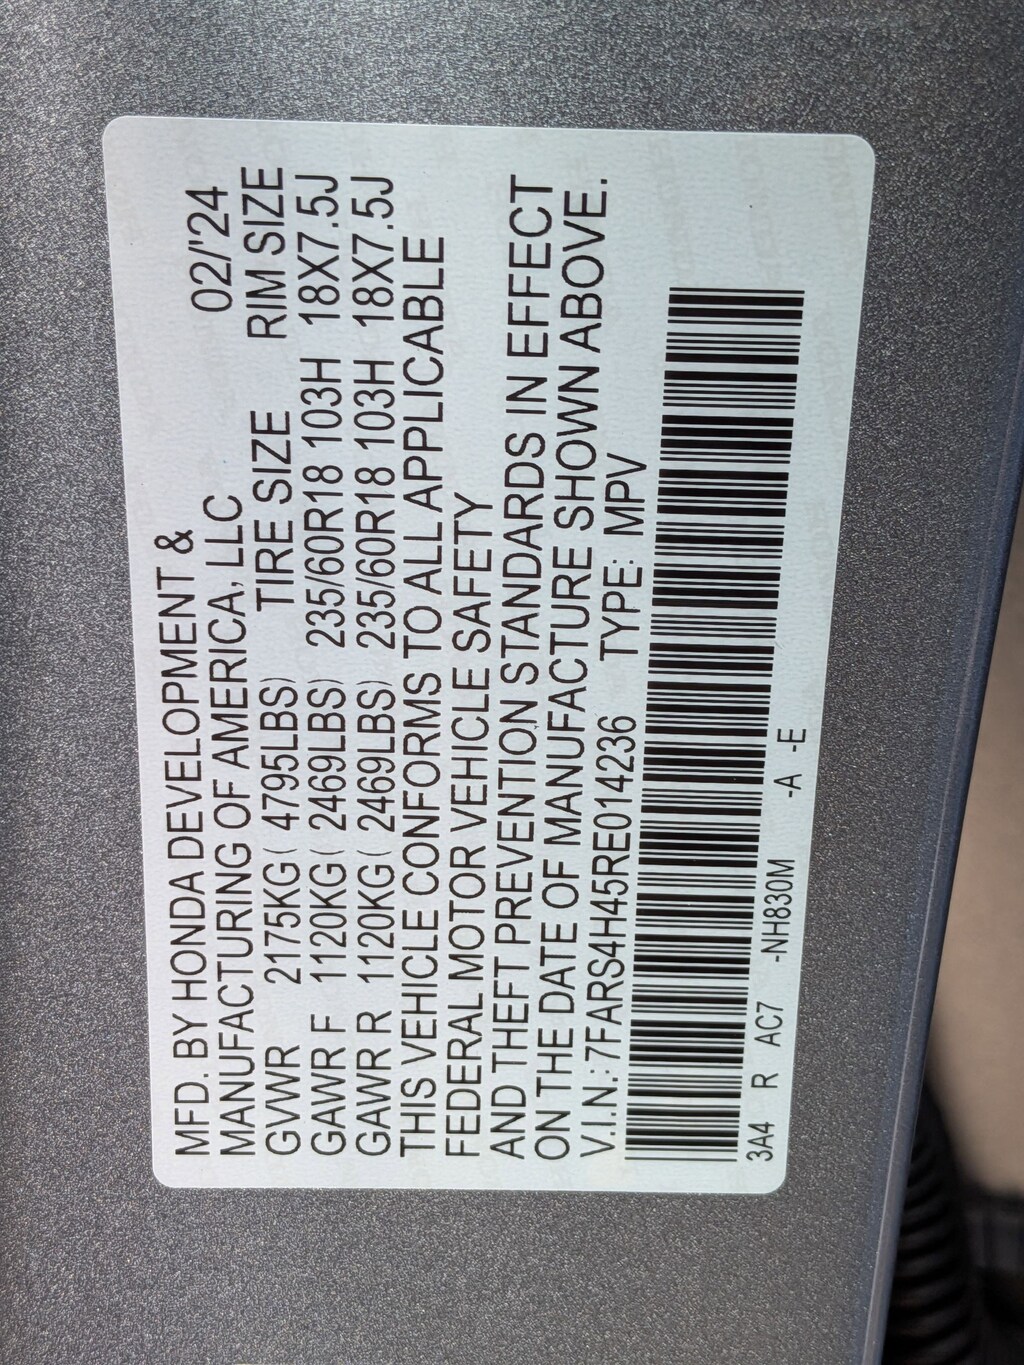 MFD. BY HONDA DEVELOPMENT &
MANUFACTURING OF AMERICA, LLC 02/'24
GVWR 2175KG( 4795LBS) TIRE SIZE RIM SIZE
GAWR F 1120KG( 2469LBS) 235/60R18 103H 18X7.5J
GAWR R 1120KG( 2469LBS) 235/60R18 103H 18X7.5J
THIS VEHICLE CONFORMS TO ALL APPLICABLE
FEDERAL MOTOR VEHICLE SAFETY
AND THEFT PREVENTION STANDARDS IN EFFECT
ON THE DATE OF MANUFACTURE SHOWN ABOVE.
V.I.N.:7FARS4H45RE014236 TYPE: MPV
3A4 R AC7 -NH830M -A -E